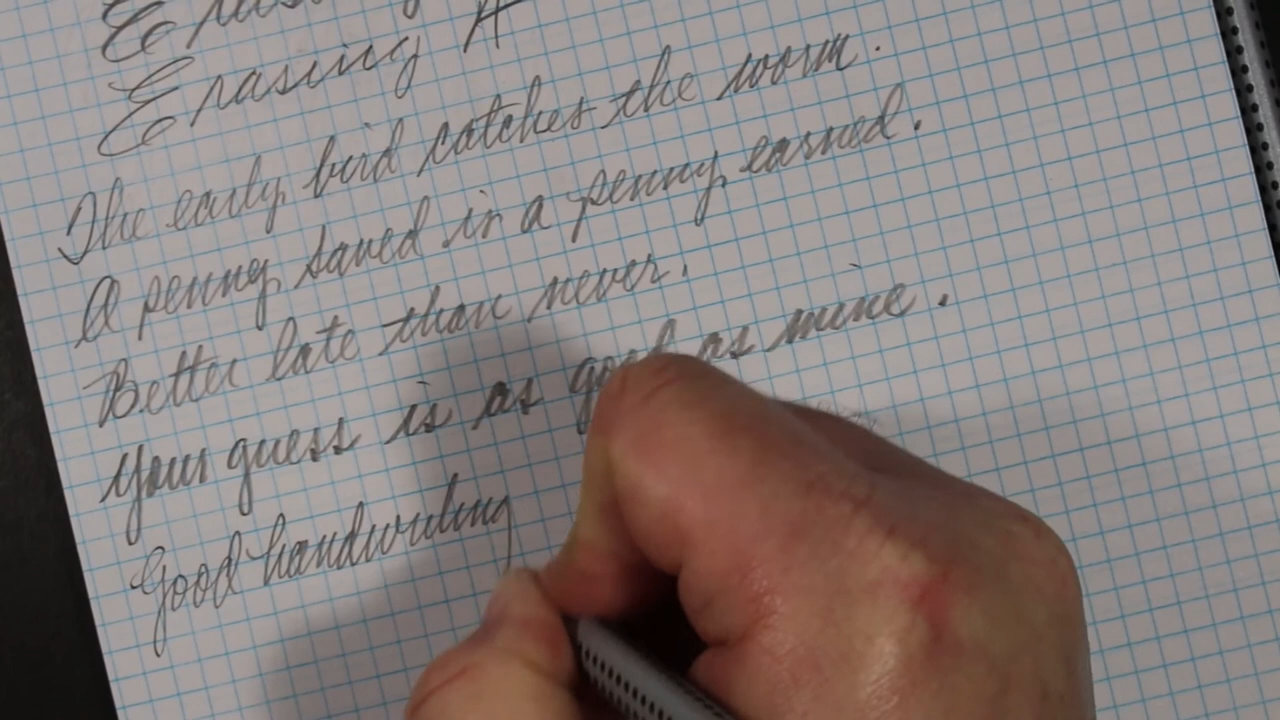 Erasing
Erasing A
The early bird catches the worm.
A penny saved is a penny earned.
Better late than never.
Your guess is as good as mine.
Good handwriting